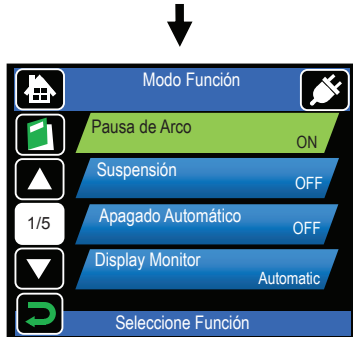 Modo Función
Pausa de Arco
ON
Suspensión
OFF
1/5
Apagado Automático
OFF
Display Monitor
Automatic
Seleccione Función